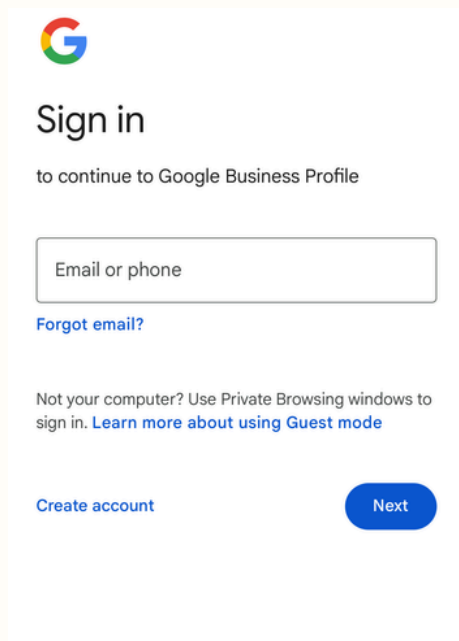 Sign in
to continue to Google Business Profile
Email or phone
Forgot email?
Not your computer? Use Private Browsing windows to
sign in. Learn more about using Guest mode
Create account
Next